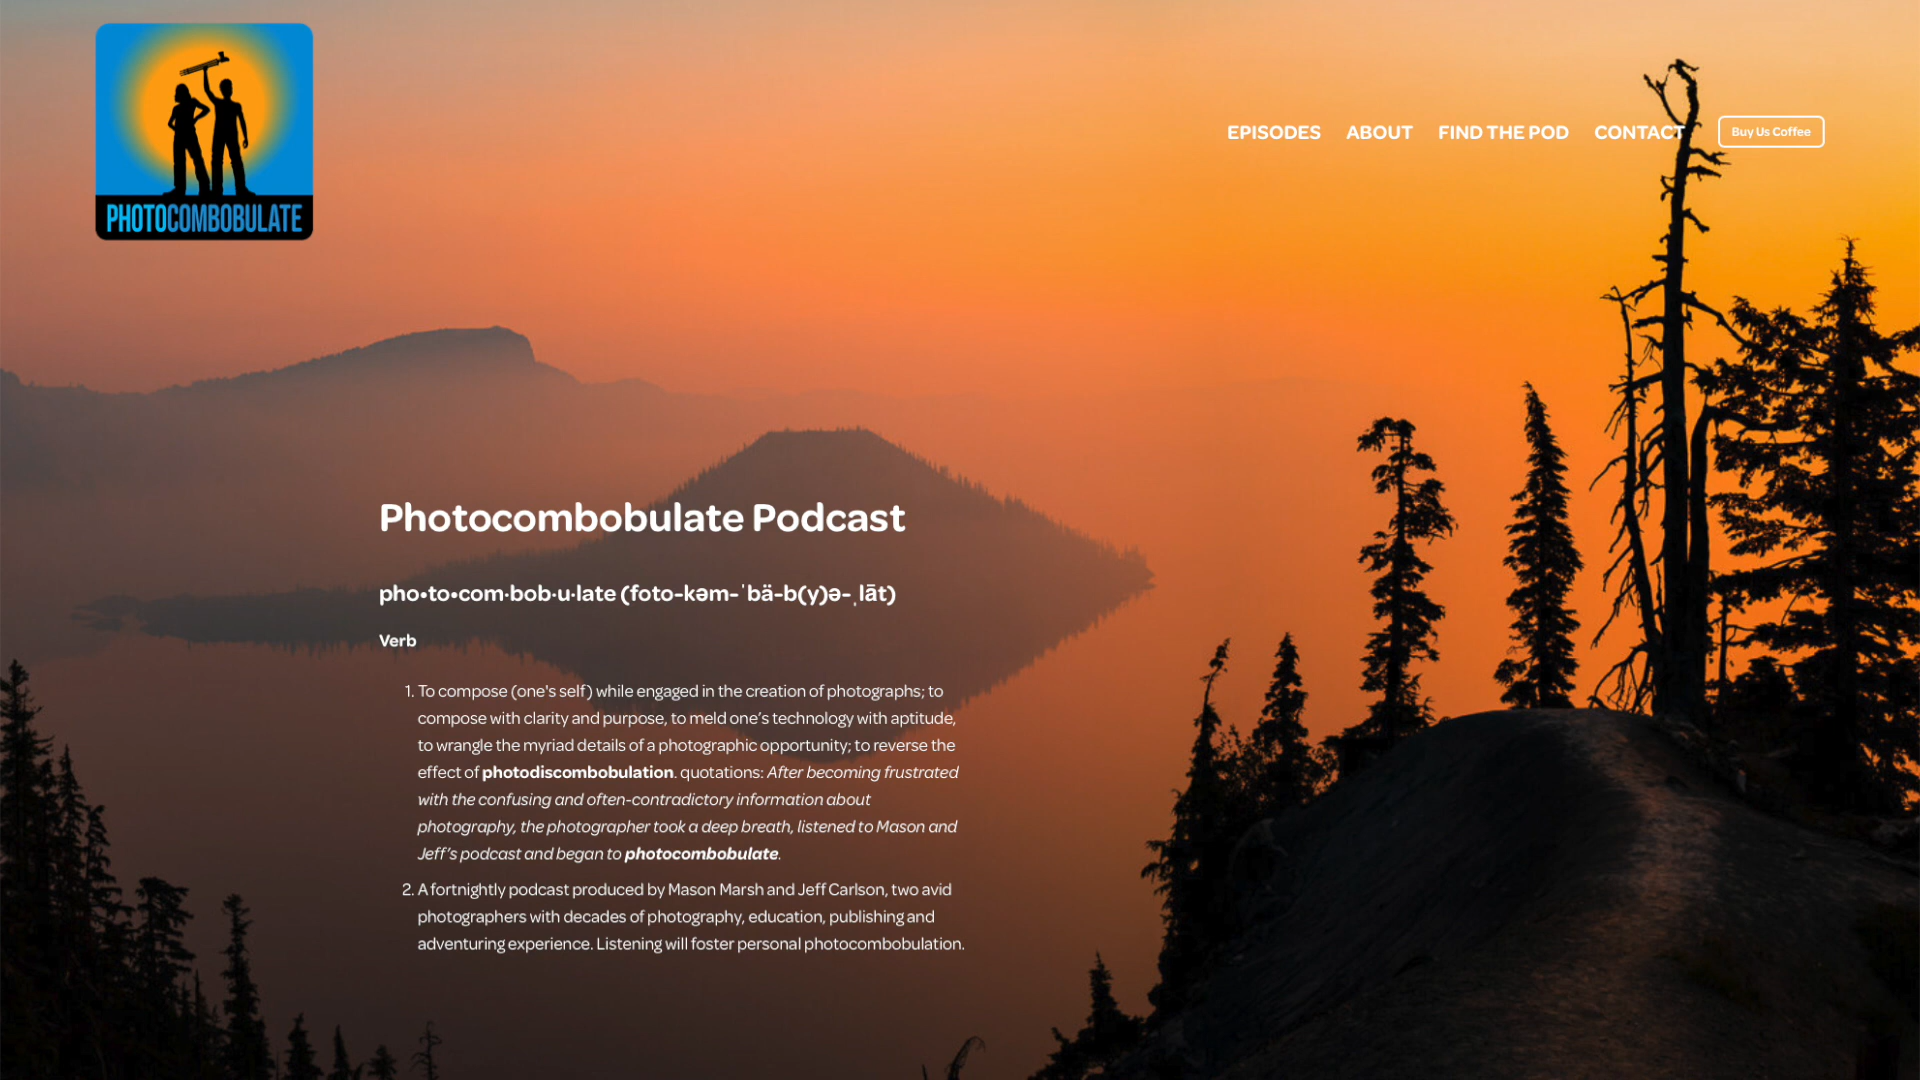 PHOTOCOMBOBULATE
EPISODES
ABOUT
FIND THE POD
CONTACT
Buy Us Coffee
Photocombobulate Podcast
pho•to•com·bob·u·late (foto-kəm-ˈbä-b(y)ə-ˌlāt)
Verb
1. To compose (one's self) while engaged in the creation of photographs; to
compose with clarity and purpose, to meld one’s technology with aptitude,
to wrangle the myriad details of a photographic opportunity; to reverse the
effect of photodiscombobulation. quotations: After becoming frustrated
with the confusing and often-contradictory information about
photography, the photographer took a deep breath, listened to Mason and
Jeff’s podcast and began to photocombobulate.
2. A fortnightly podcast produced by Mason Marsh and Jeff Carlson, two avid
photographers with decades of photography, education, publishing and
adventuring experience. Listening will foster personal photocombobulation.